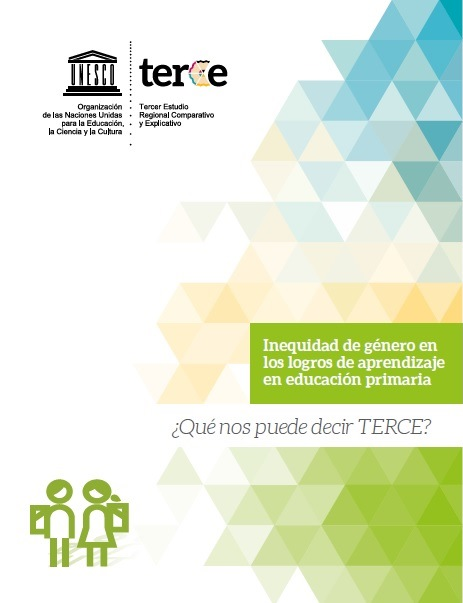 UNESCO
Organización
de las Naciones Unidas
para la Educación,
la Ciencia y la Cultura
terce
Tercer Estudio
Regional Comparativo
y Explicativo
Inequidad de género en
los logros de aprendizaje
en educación primaria
¿Qué nos puede decir TERCE?